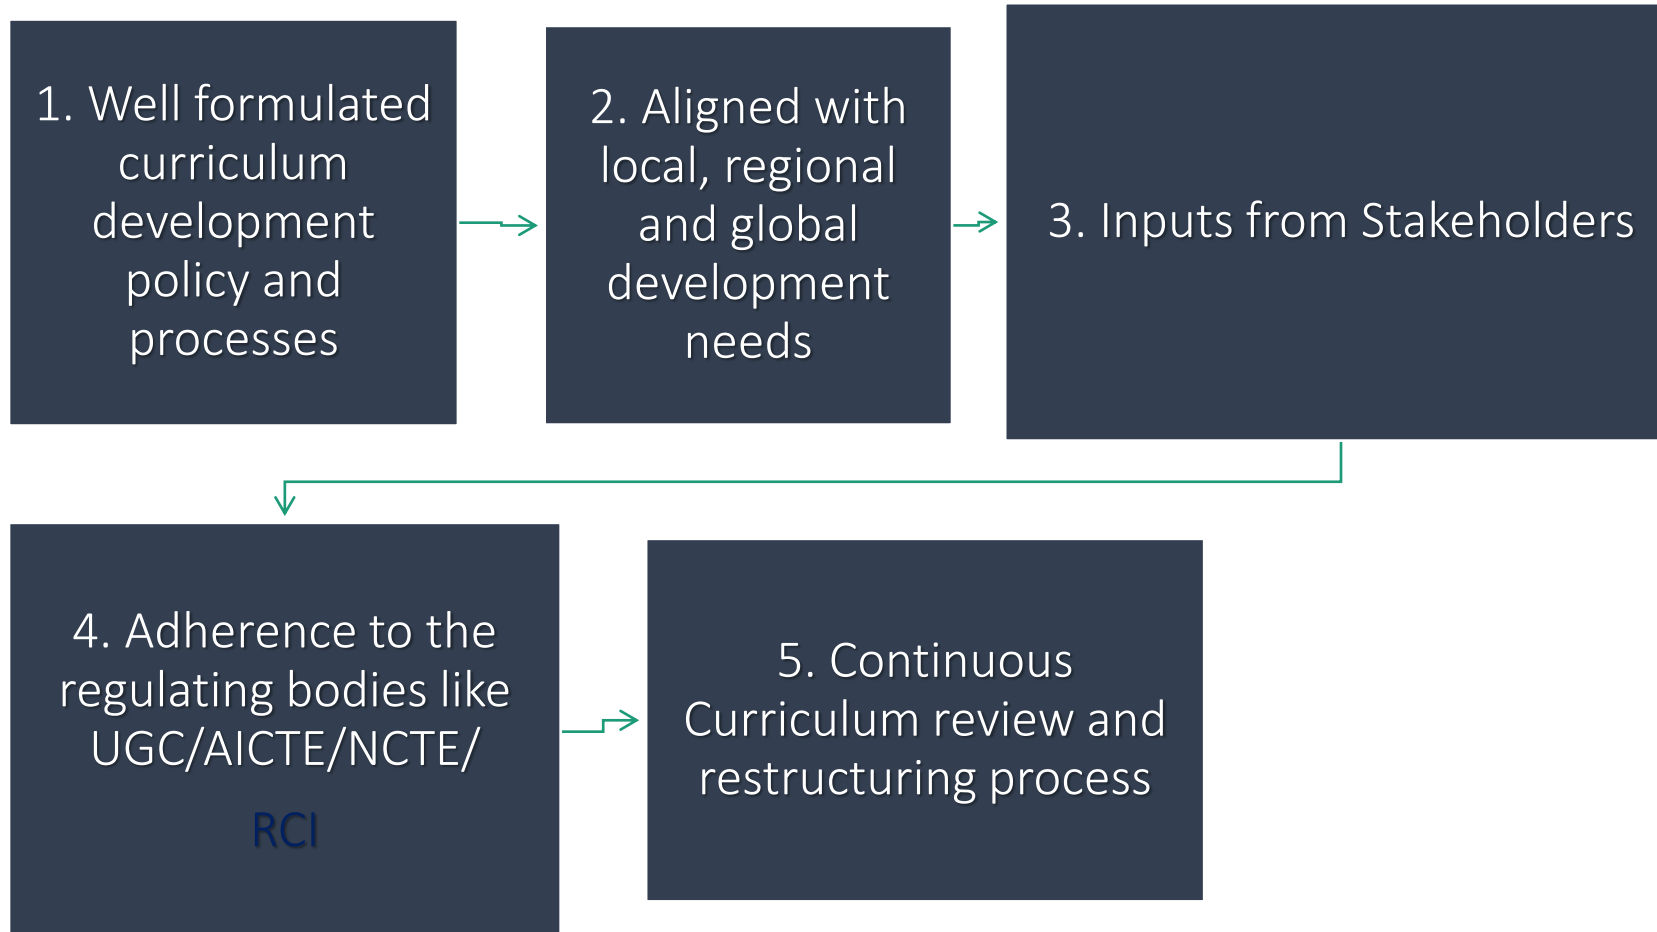 1. Well formulated
curriculum
development
policy and
processes
2. Aligned with
local, regional
and global
development
needs
3. Inputs from Stakeholders
4. Adherence to the
regulating bodies like
UGC/AICTE/NCTE/
RCI
5. Continuous
Curriculum review and
restructuring process